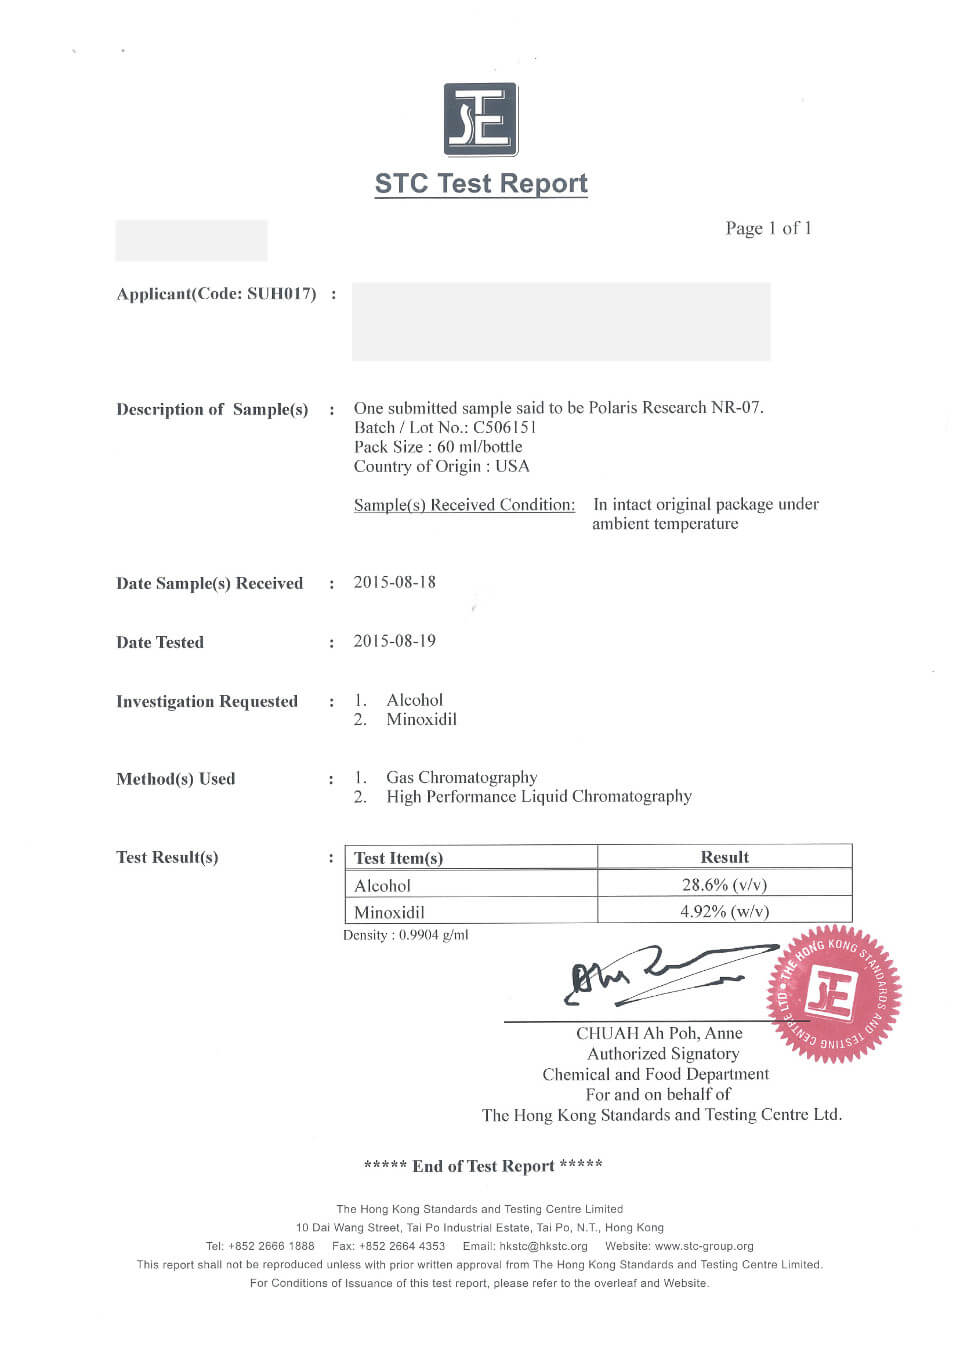 STC
STC Test Report
Page 1 of 1
Applicant(Code: SUH017) :
Description of Sample(s) : One submitted sample said to be Polaris Research NR-07.
Batch / Lot No.: C506151
Pack Size : 60 ml/bottle
Country of Origin : USA
Sample(s) Received Condition: In intact original package under
ambient temperature
Date Sample(s) Received : 2015-08-18
Date Tested : 2015-08-19
Investigation Requested : 1. Alcohol
2. Minoxidil
Method(s) Used : 1. Gas Chromatography
2. High Performance Liquid Chromatography
Test Result(s) : Test Item(s) Result
Alcohol 28.6% (v/v)
Minoxidil 4.92% (w/v)
Density : 0.9904 g/ml
THE HONG KONG STANDARDS AND TESTING CENTRE LTD
CHUAH Ah Poh, Anne
Authorized Signatory
Chemical and Food Department
For and on behalf of
The Hong Kong Standards and Testing Centre Ltd.
***** End of Test Report *****
The Hong Kong Standards and Testing Centre Limited
10 Dai Wang Street, Tai Po Industrial Estate, Tai Po, N.T., Hong Kong
Tel: +852 2666 1888 Fax: +852 2664 4353 Email: hkstc@hkstc.org Website: www.stc-group.org
This report shall not be reproduced unless with prior written approval from The Hong Kong Standards and Testing Centre Limited.
For Conditions of Issuance of this test report, please refer to the overleaf and Website.